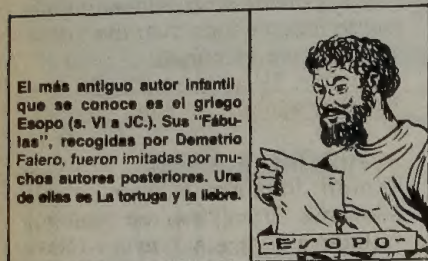 El más antiguo autor infantil
que se conoce es el griego
Esopo (s. VI a JC.). Sus "Fábu-
las", recogidas por Demetrio
Falero, fueron imitadas por mu-
chos autores posteriores. Una
de ellas es La tortuga y la liebre.
-ESOPO-